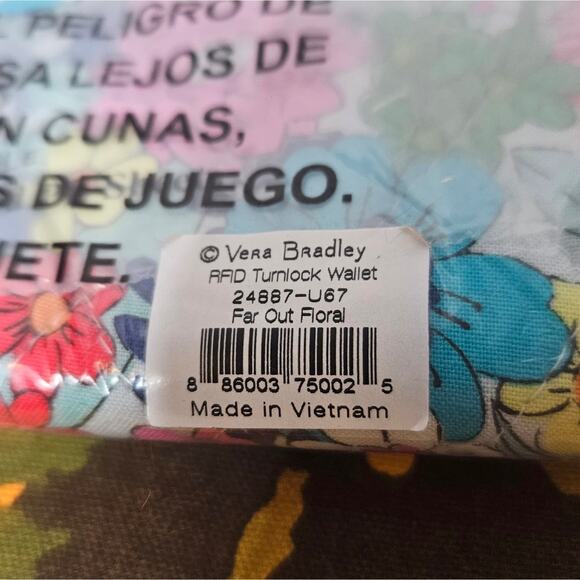 L PELIGRO DE
SA LEJOS DE
N CUNAS,
S DE JUEGO.
UETE.
© VERA BRADLEY
RFID Turnlock Wallet
24887-U67
Far Out Floral
8 86003 75002 5
Made in Vietnam